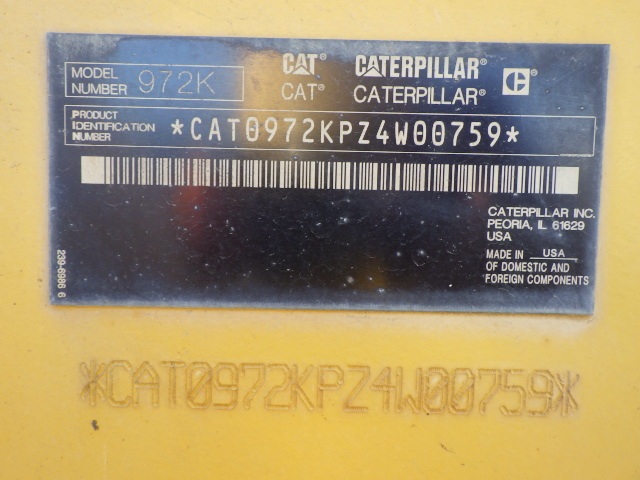 MODEL NUMBER 972K
CAT® CATERPILLAR®
CAT® CATERPILLAR® C®
PRODUCT IDENTIFICATION NUMBER *CAT0972KPZ4W00759*
CATERPILLAR INC.
PEORIA, IL 61629
USA
MADE IN USA
OF DOMESTIC AND
FOREIGN COMPONENTS
239-6986 6
*CAT0972KPZ4W00759*